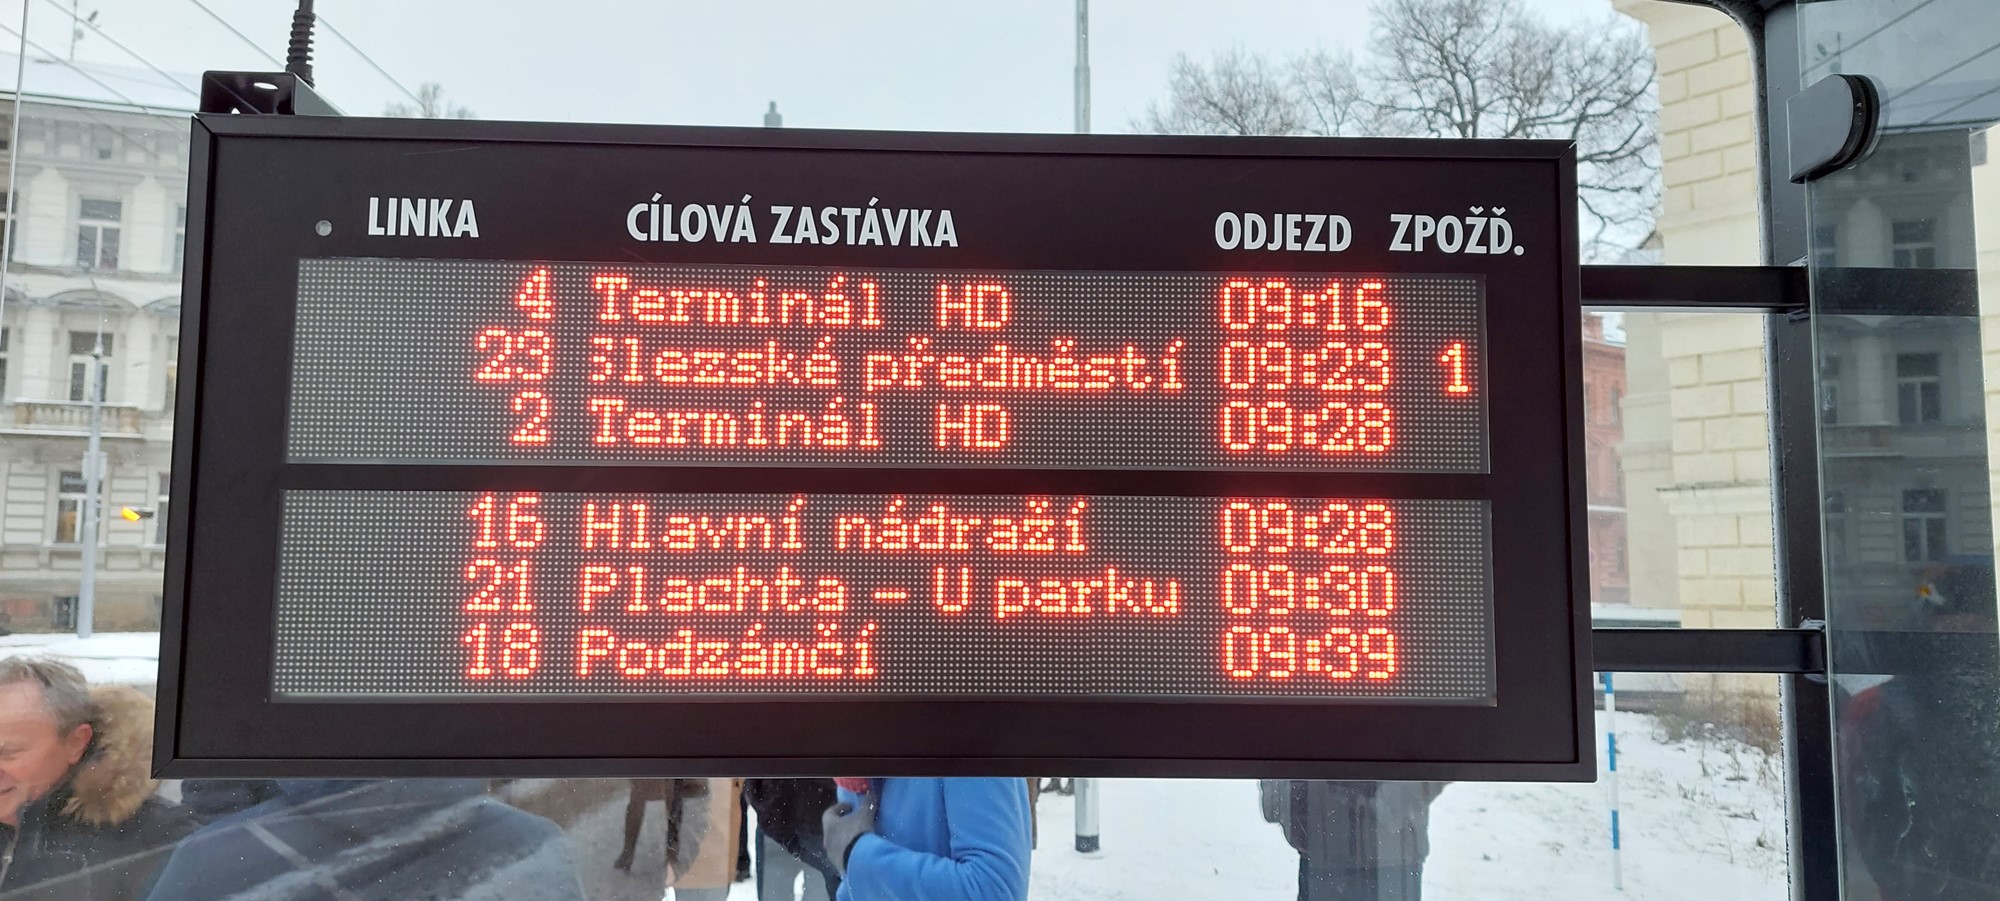 LINKA CÍLOVÁ ZASTÁVKA ODJEZD ZPOŽĎ.
4 Terminál HD 09:16
23 Slezské předměstí 09:23 1
2 Terminál HD 09:28
16 Hlavní nádraží 09:28
21 Plachta - U parku 09:30
18 Podzámčí 09:39